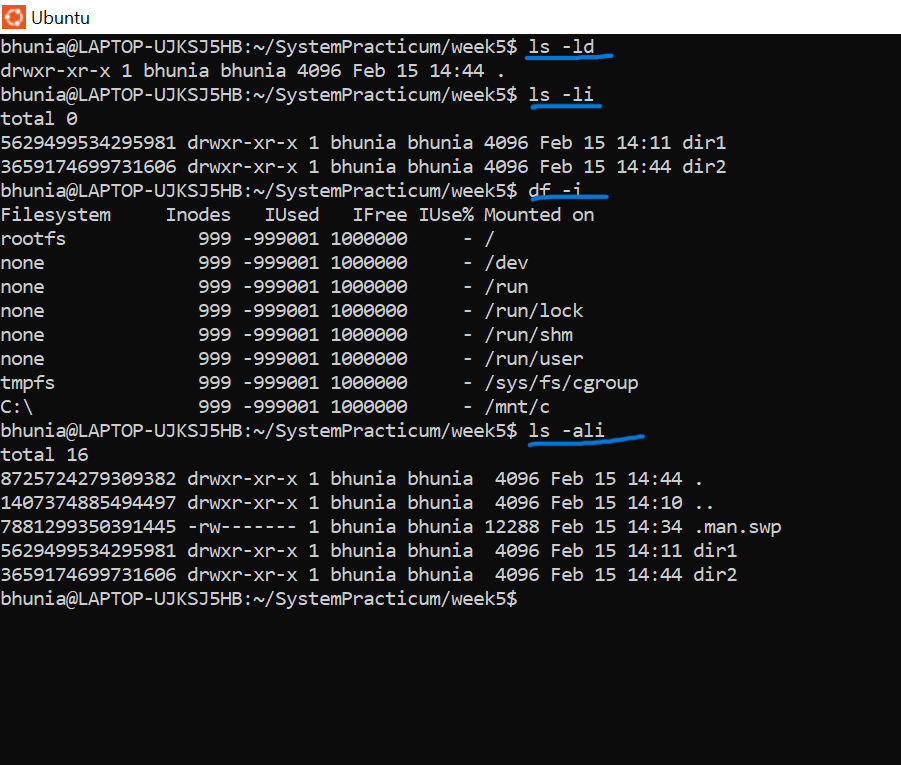 Ubuntu
bhunia@LAPTOP-UJKSJ5HB:~/SystemPracticum/week5$ ls -ld
drwxr-xr-x 1 bhunia bhunia 4096 Feb 15 14:44 .
bhunia@LAPTOP-UJKSJ5HB:~/SystemPracticum/week5$ ls -li
total 0
5629499534295981 drwxr-xr-x 1 bhunia bhunia 4096 Feb 15 14:11 dir1
3659174699731606 drwxr-xr-x 1 bhunia bhunia 4096 Feb 15 14:44 dir2
bhunia@LAPTOP-UJKSJ5HB:~/SystemPracticum/week5$ df -i
Filesystem     Inodes   IUsed   IFree IUse% Mounted on
rootfs            999 -999001 1000000     - /
none              999 -999001 1000000     - /dev
none              999 -999001 1000000     - /run
none              999 -999001 1000000     - /run/lock
none              999 -999001 1000000     - /run/shm
none              999 -999001 1000000     - /run/user
tmpfs             999 -999001 1000000     - /sys/fs/cgroup
C:\               999 -999001 1000000     - /mnt/c
bhunia@LAPTOP-UJKSJ5HB:~/SystemPracticum/week5$ ls -ali
total 16
8725724279309382 drwxr-xr-x 1 bhunia bhunia  4096 Feb 15 14:44 .
1407374885494497 drwxr-xr-x 1 bhunia bhunia  4096 Feb 15 14:10 ..
7881299350391445 -rw------- 1 bhunia bhunia 12288 Feb 15 14:34 .man.swp
5629499534295981 drwxr-xr-x 1 bhunia bhunia  4096 Feb 15 14:11 dir1
3659174699731606 drwxr-xr-x 1 bhunia bhunia  4096 Feb 15 14:44 dir2
bhunia@LAPTOP-UJKSJ5HB:~/SystemPracticum/week5$